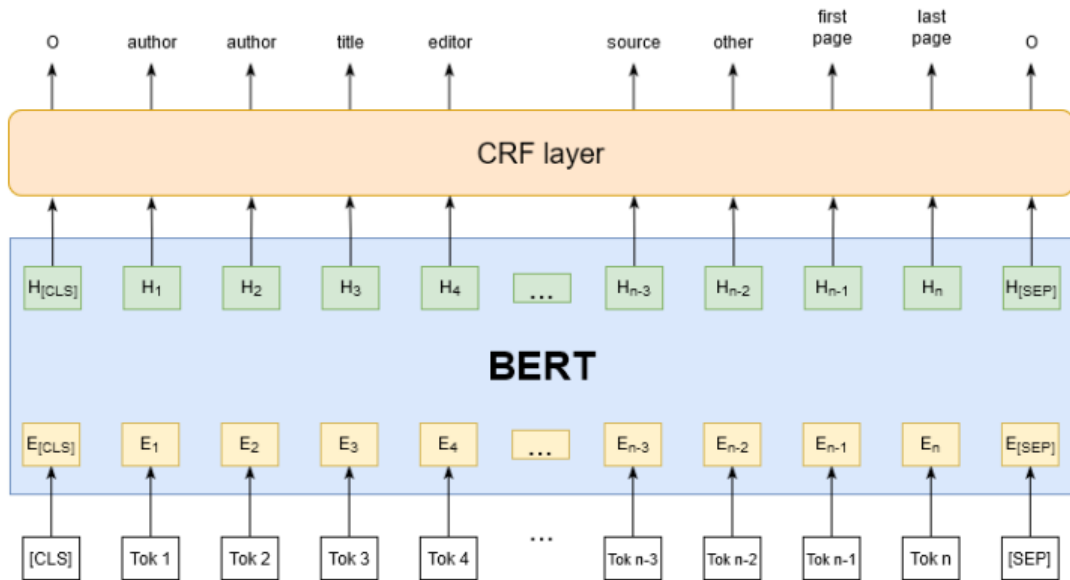 O author author title editor source other first page last page O
CRF layer
H[CLS] H1 H2 H3 H4 ... Hn-3 Hn-2 Hn-1 Hn H[SEP]
BERT
E[CLS] E1 E2 E3 E4 ... En-3 En-2 En-1 En E[SEP]
[CLS] Tok 1 Tok 2 Tok 3 Tok 4 ... Tok n-3 Tok n-2 Tok n-1 Tok n [SEP]